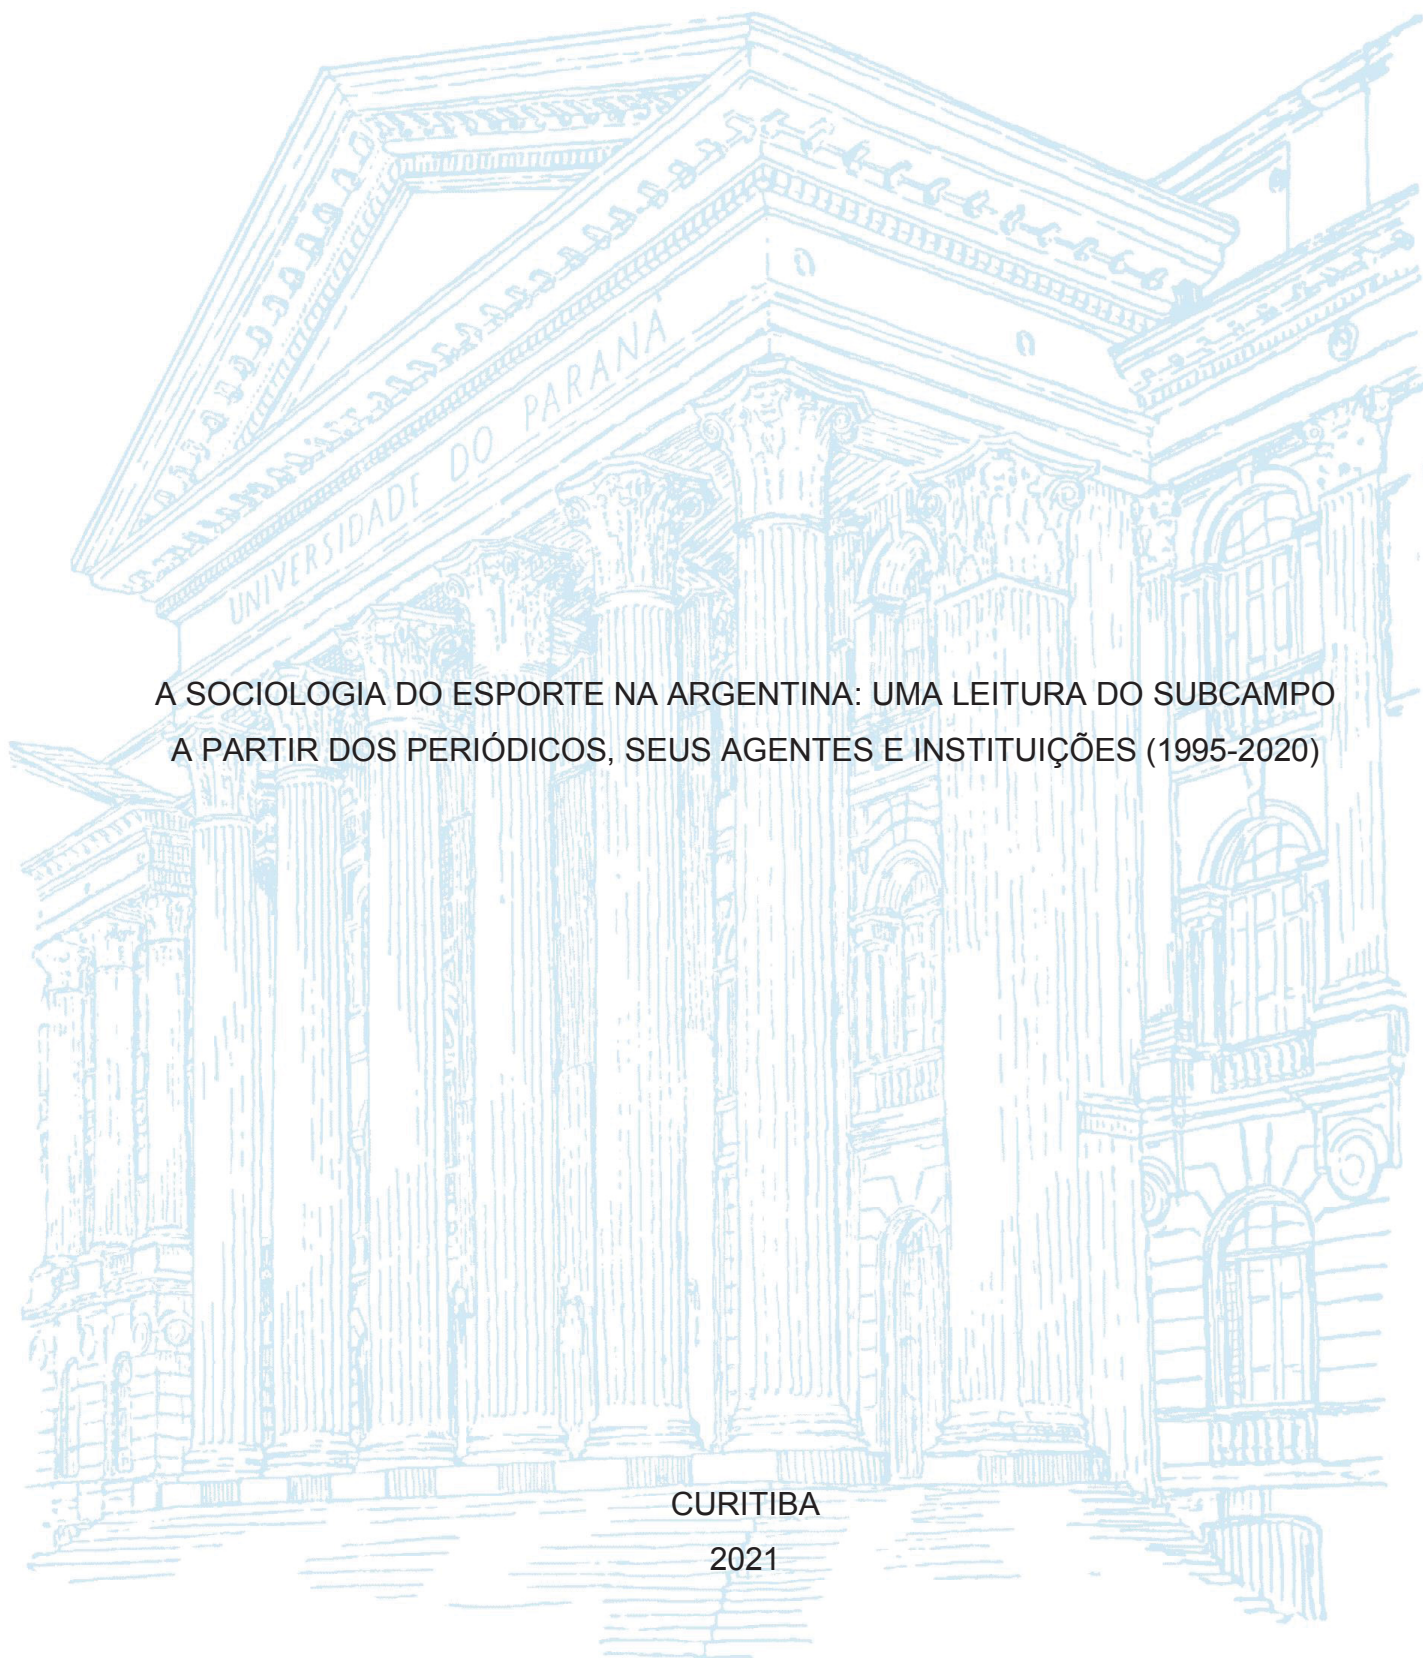 UNIVERSIDADE DO PARANÁ
A SOCIOLOGIA DO ESPORTE NA ARGENTINA: UMA LEITURA DO SUBCAMPO
A PARTIR DOS PERIÓDICOS, SEUS AGENTES E INSTITUIÇÕES (1995-2020)
CURITIBA
2021